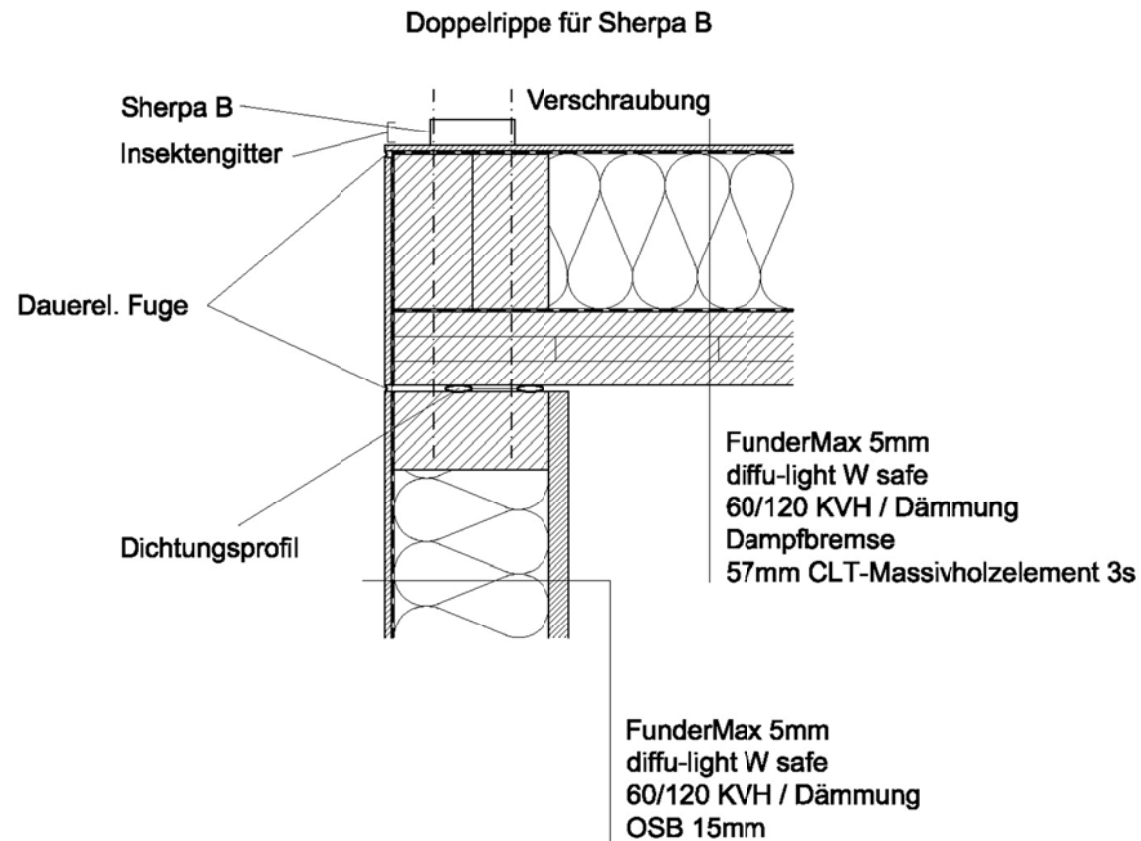 Doppelrippe für Sherpa B
Sherpa B
Verschraubung
Insektengitter
Dauerel. Fuge
FunderMax 5mm
diffu-light W safe
60/120 KVH / Dämmung
Dampfbremse
57mm CLT-Massivholzelement 3s
Dichtungsprofil
FunderMax 5mm
diffu-light W safe
60/120 KVH / Dämmung
OSB 15mm